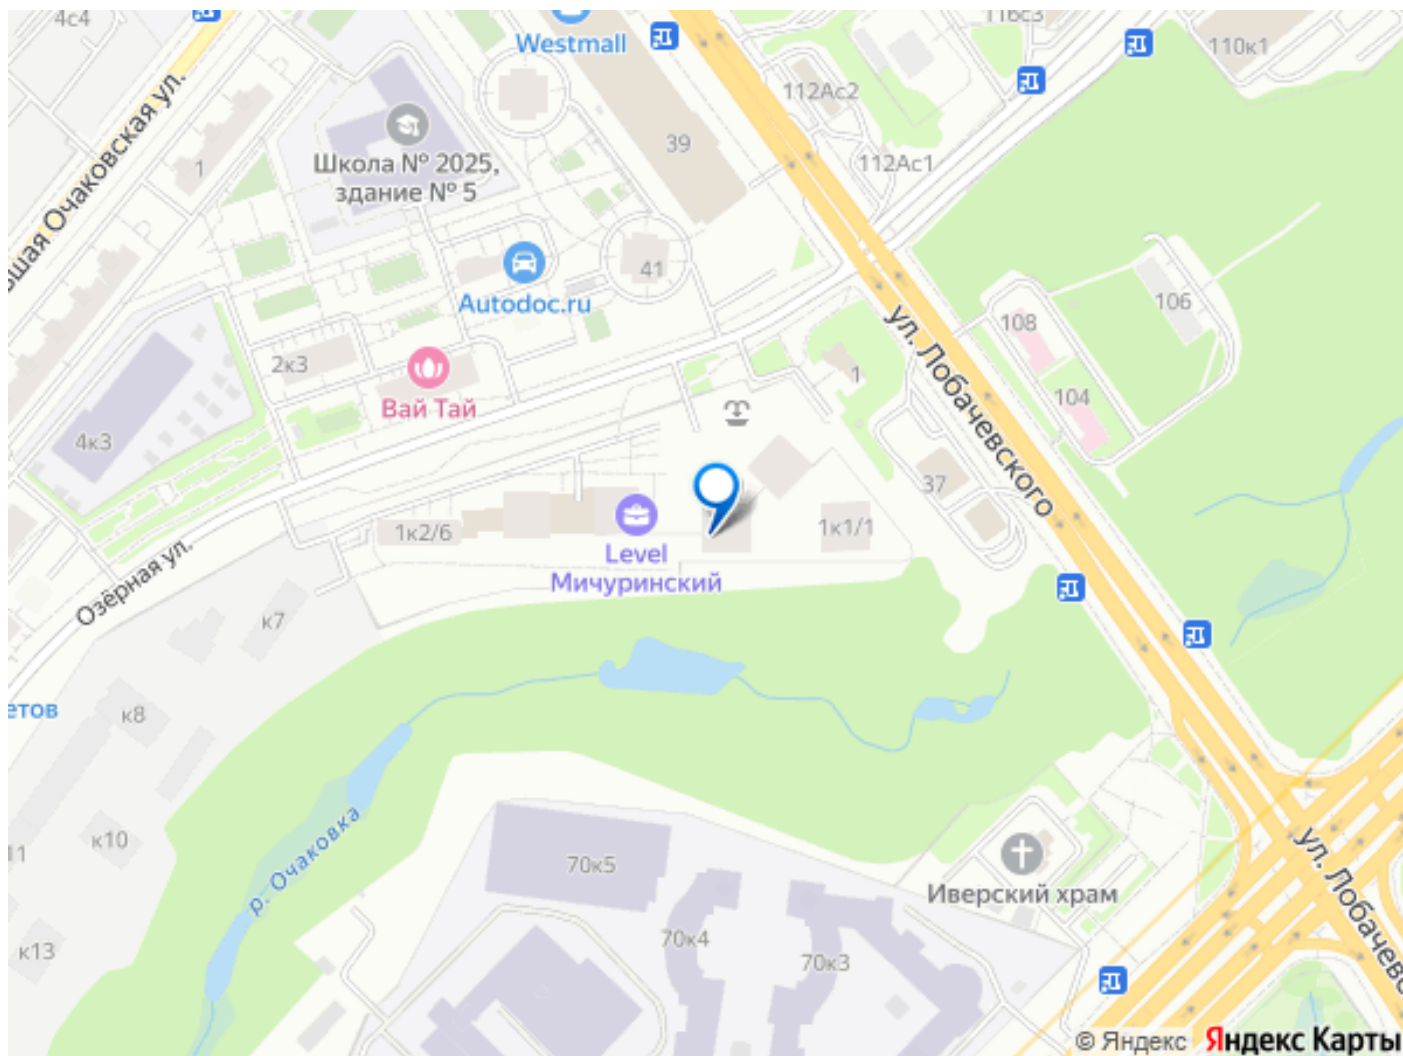 4с4
Westmall
116с3
110к1
112Ас2
39
112Ас1
1
Школа № 2025,
здание № 5
шая Очаковская ул.
41
Autodoc.ru
106
108
ул. Лобачевского
2к3
1
104
Вай Тай
4к3
37
1к2/6
1к1/1
Level
Мичуринский
Озёрная ул.
к7
етов
к8
к10
11
р. Очаковка
70к5
Иверский храм
ул. Лобачевс
70к4
к13
70к3
© Яндекс
Яндекс Карты